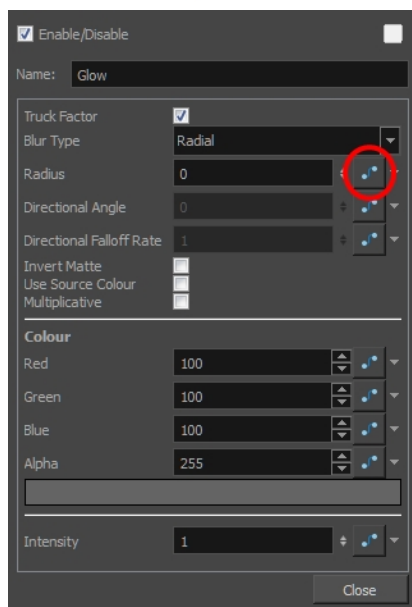 Enable/Disable
Name: Glow
Truck Factor
Blur Type Radial
Radius 0
Directional Angle 0
Directional Falloff Rate 1
Invert Matte
Use Source Colour
Multiplicative
Colour
Red 100
Green 100
Blue 100
Alpha 255
Intensity 1
Close